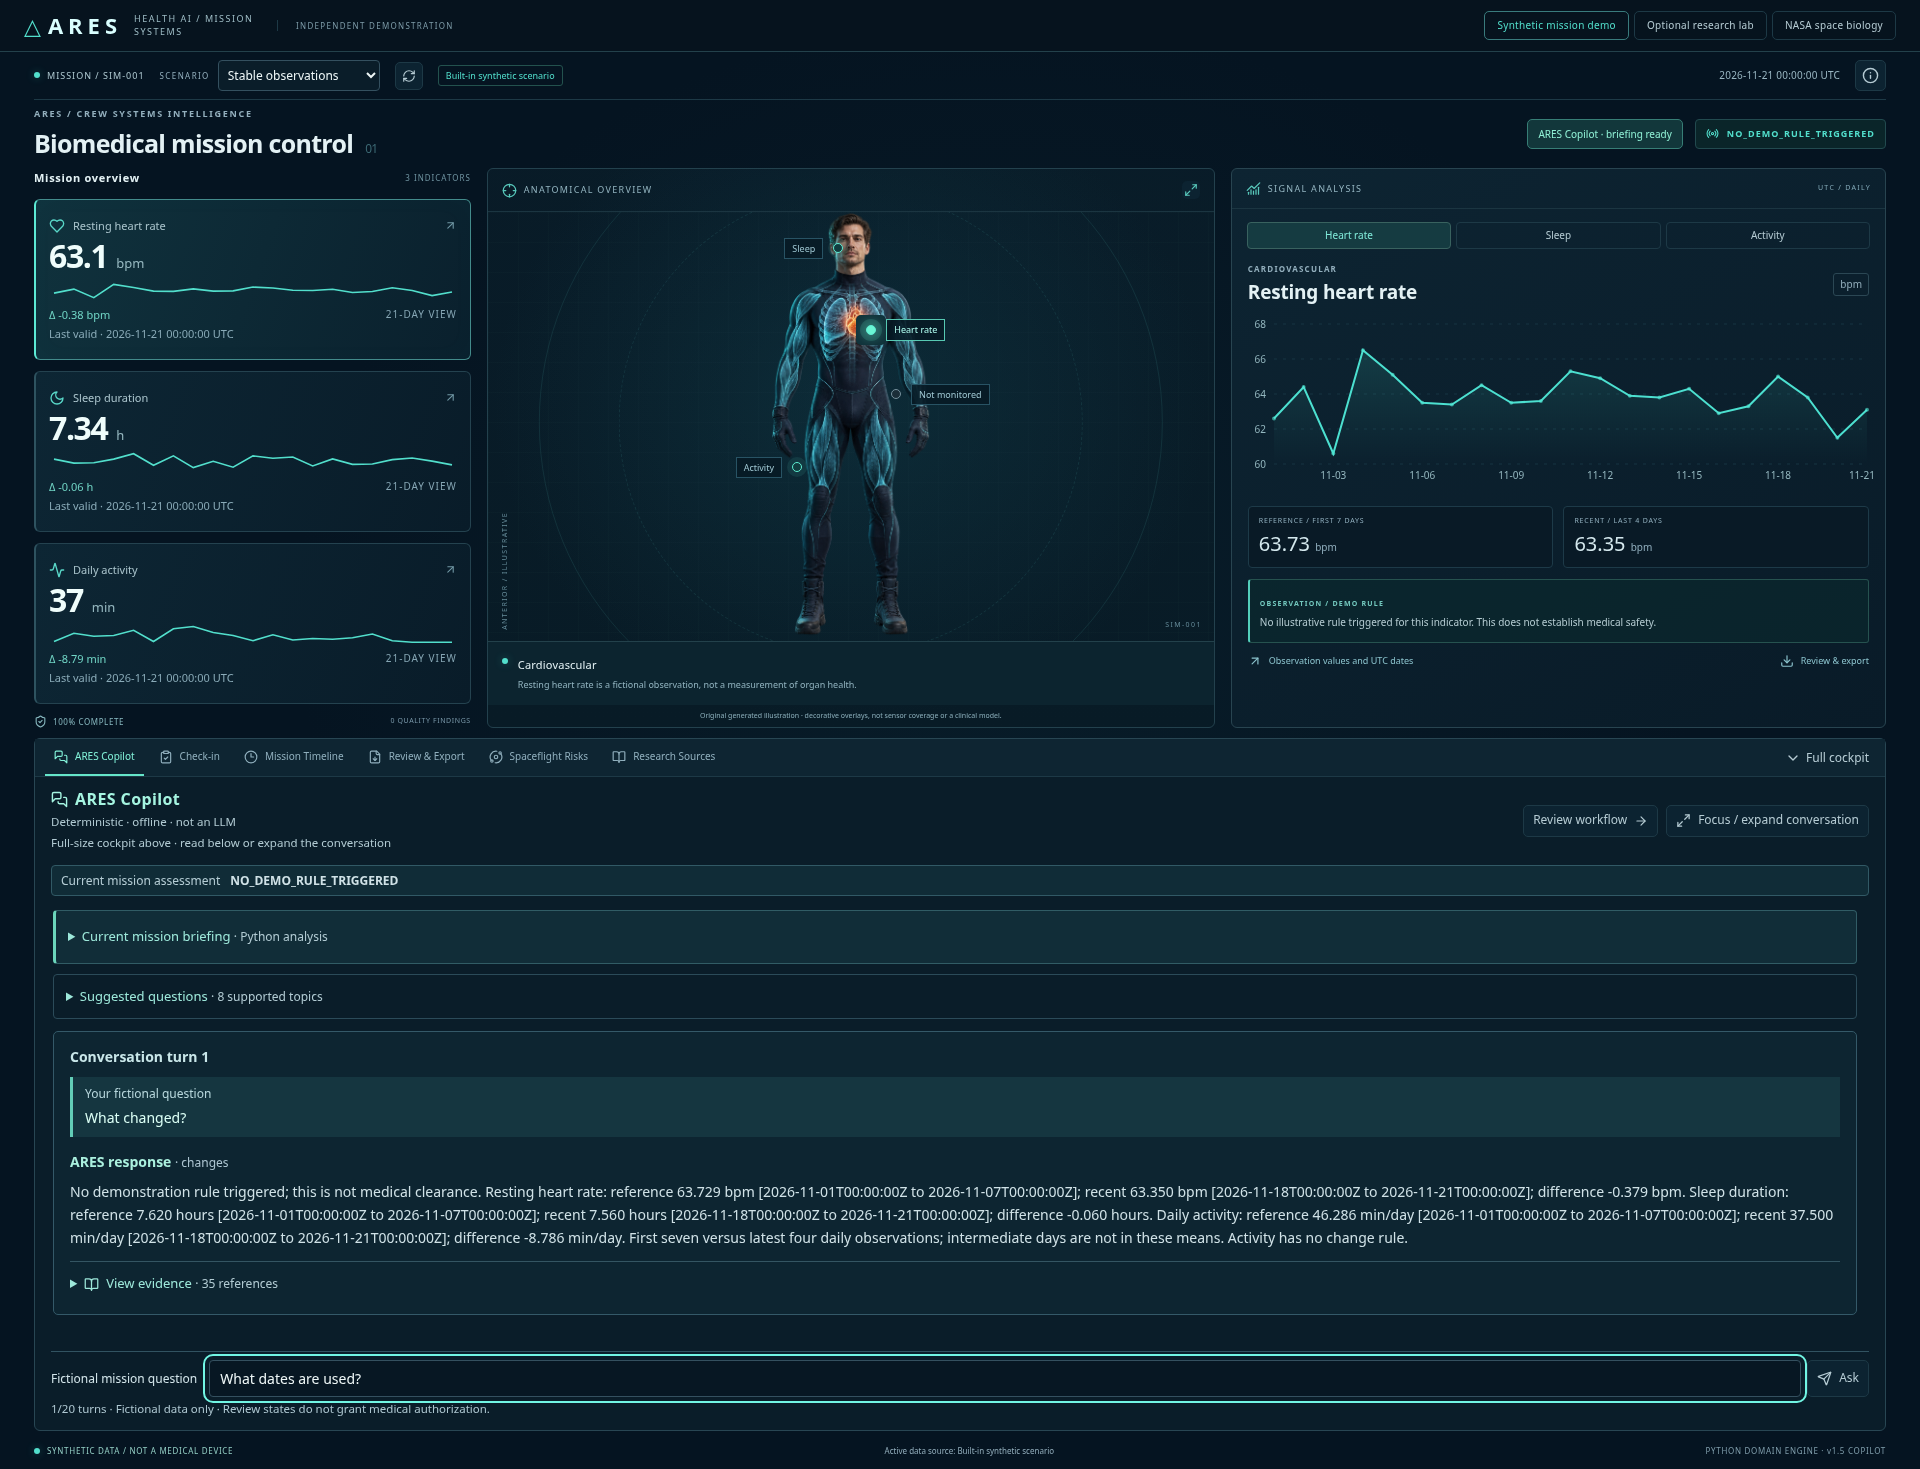 ARES
HEALTH AI / MISSION
SYSTEMS
INDEPENDENT DEMONSTRATION
Synthetic mission demo
Optional research lab
NASA space biology
MISSION / SIM-001
SCENARIO
Stable observations
Built-in synthetic scenario
2026-11-21 00:00:00 UTC
ARES / CREW SYSTEMS INTELLIGENCE
Biomedical mission control 01
ARES Copilot · briefing ready
NO_DEMO_RULE_TRIGGERED
Mission overview
3 INDICATORS
Resting heart rate
63.1 bpm
Δ -0.38 bpm
21-DAY VIEW
Last valid · 2026-11-21 00:00:00 UTC
Sleep duration
7.34 h
Δ -0.06 h
21-DAY VIEW
Last valid · 2026-11-21 00:00:00 UTC
Daily activity
37 min
Δ -8.79 min
21-DAY VIEW
Last valid · 2026-11-21 00:00:00 UTC
100% COMPLETE
0 QUALITY FINDINGS
ANATOMICAL OVERVIEW
Sleep
Heart rate
Not monitored
Activity
ANTERIOR / ILLUSTRATIVE
SIM-001
Cardiovascular
Resting heart rate is a fictional observation, not a measurement of organ health.
Original generated illustration · decorative overlays, not sensor coverage or a clinical model.
SIGNAL ANALYSIS
UTC / DAILY
Heart rate
Sleep
Activity
CARDIOVASCULAR
Resting heart rate
bpm
68
66
64
62
60
11-03
11-06
11-09
11-12
11-15
11-18
11-21
REFERENCE / FIRST 7 DAYS
63.73 bpm
RECENT / LAST 4 DAYS
63.35 bpm
OBSERVATION / DEMO RULE
No illustrative rule triggered for this indicator. This does not establish medical safety.
Observation values and UTC dates
Review & export
ARES Copilot
Check-in
Mission Timeline
Review & Export
Spaceflight Risks
Research Sources
Full cockpit
ARES Copilot
Deterministic · offline · not an LLM
Full-size cockpit above · read below or expand the conversation
Review workflow
Focus / expand conversation
Current mission assessment NO_DEMO_RULE_TRIGGERED
Current mission briefing · Python analysis
Suggested questions · 8 supported topics
Conversation turn 1
Your fictional question
What changed?
ARES response · changes
No demonstration rule triggered; this is not medical clearance. Resting heart rate: reference 63.729 bpm [2026-11-01T00:00:00Z to 2026-11-07T00:00:00Z]; recent 63.350 bpm [2026-11-18T00:00:00Z to 2026-11-21T00:00:00Z]; difference -0.379 bpm. Sleep duration:
reference 7.620 hours [2026-11-01T00:00:00Z to 2026-11-07T00:00:00Z]; recent 7.560 hours [2026-11-18T00:00:00Z to 2026-11-21T00:00:00Z]; difference -0.060 hours. Daily activity: reference 46.286 min/day [2026-11-01T00:00:00Z to 2026-11-07T00:00:00Z]; recent 37.500
min/day [2026-11-18T00:00:00Z to 2026-11-21T00:00:00Z]; difference -8.786 min/day. First seven versus latest four daily observations; intermediate days are not in these means. Activity has no change rule.
View evidence · 35 references
Fictional mission question
What dates are used?
Ask
1/20 turns · Fictional data only · Review states do not grant medical authorization.
SYNTHETIC DATA / NOT A MEDICAL DEVICE
Active data source: Built-in synthetic scenario
PYTHON DOMAIN ENGINE · v1.5 COPILOT